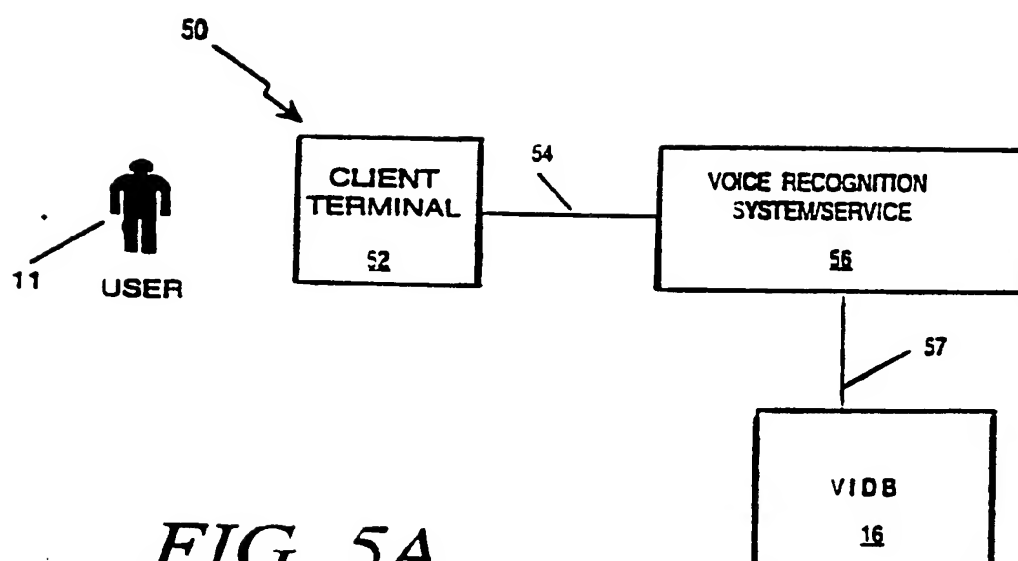 50
CLIENT
TERMINAL
52
54
VOICE RECOGNITION
SYSTEM/SERVICE
56
11
USER
57
VIDB
16
FIG. 5A